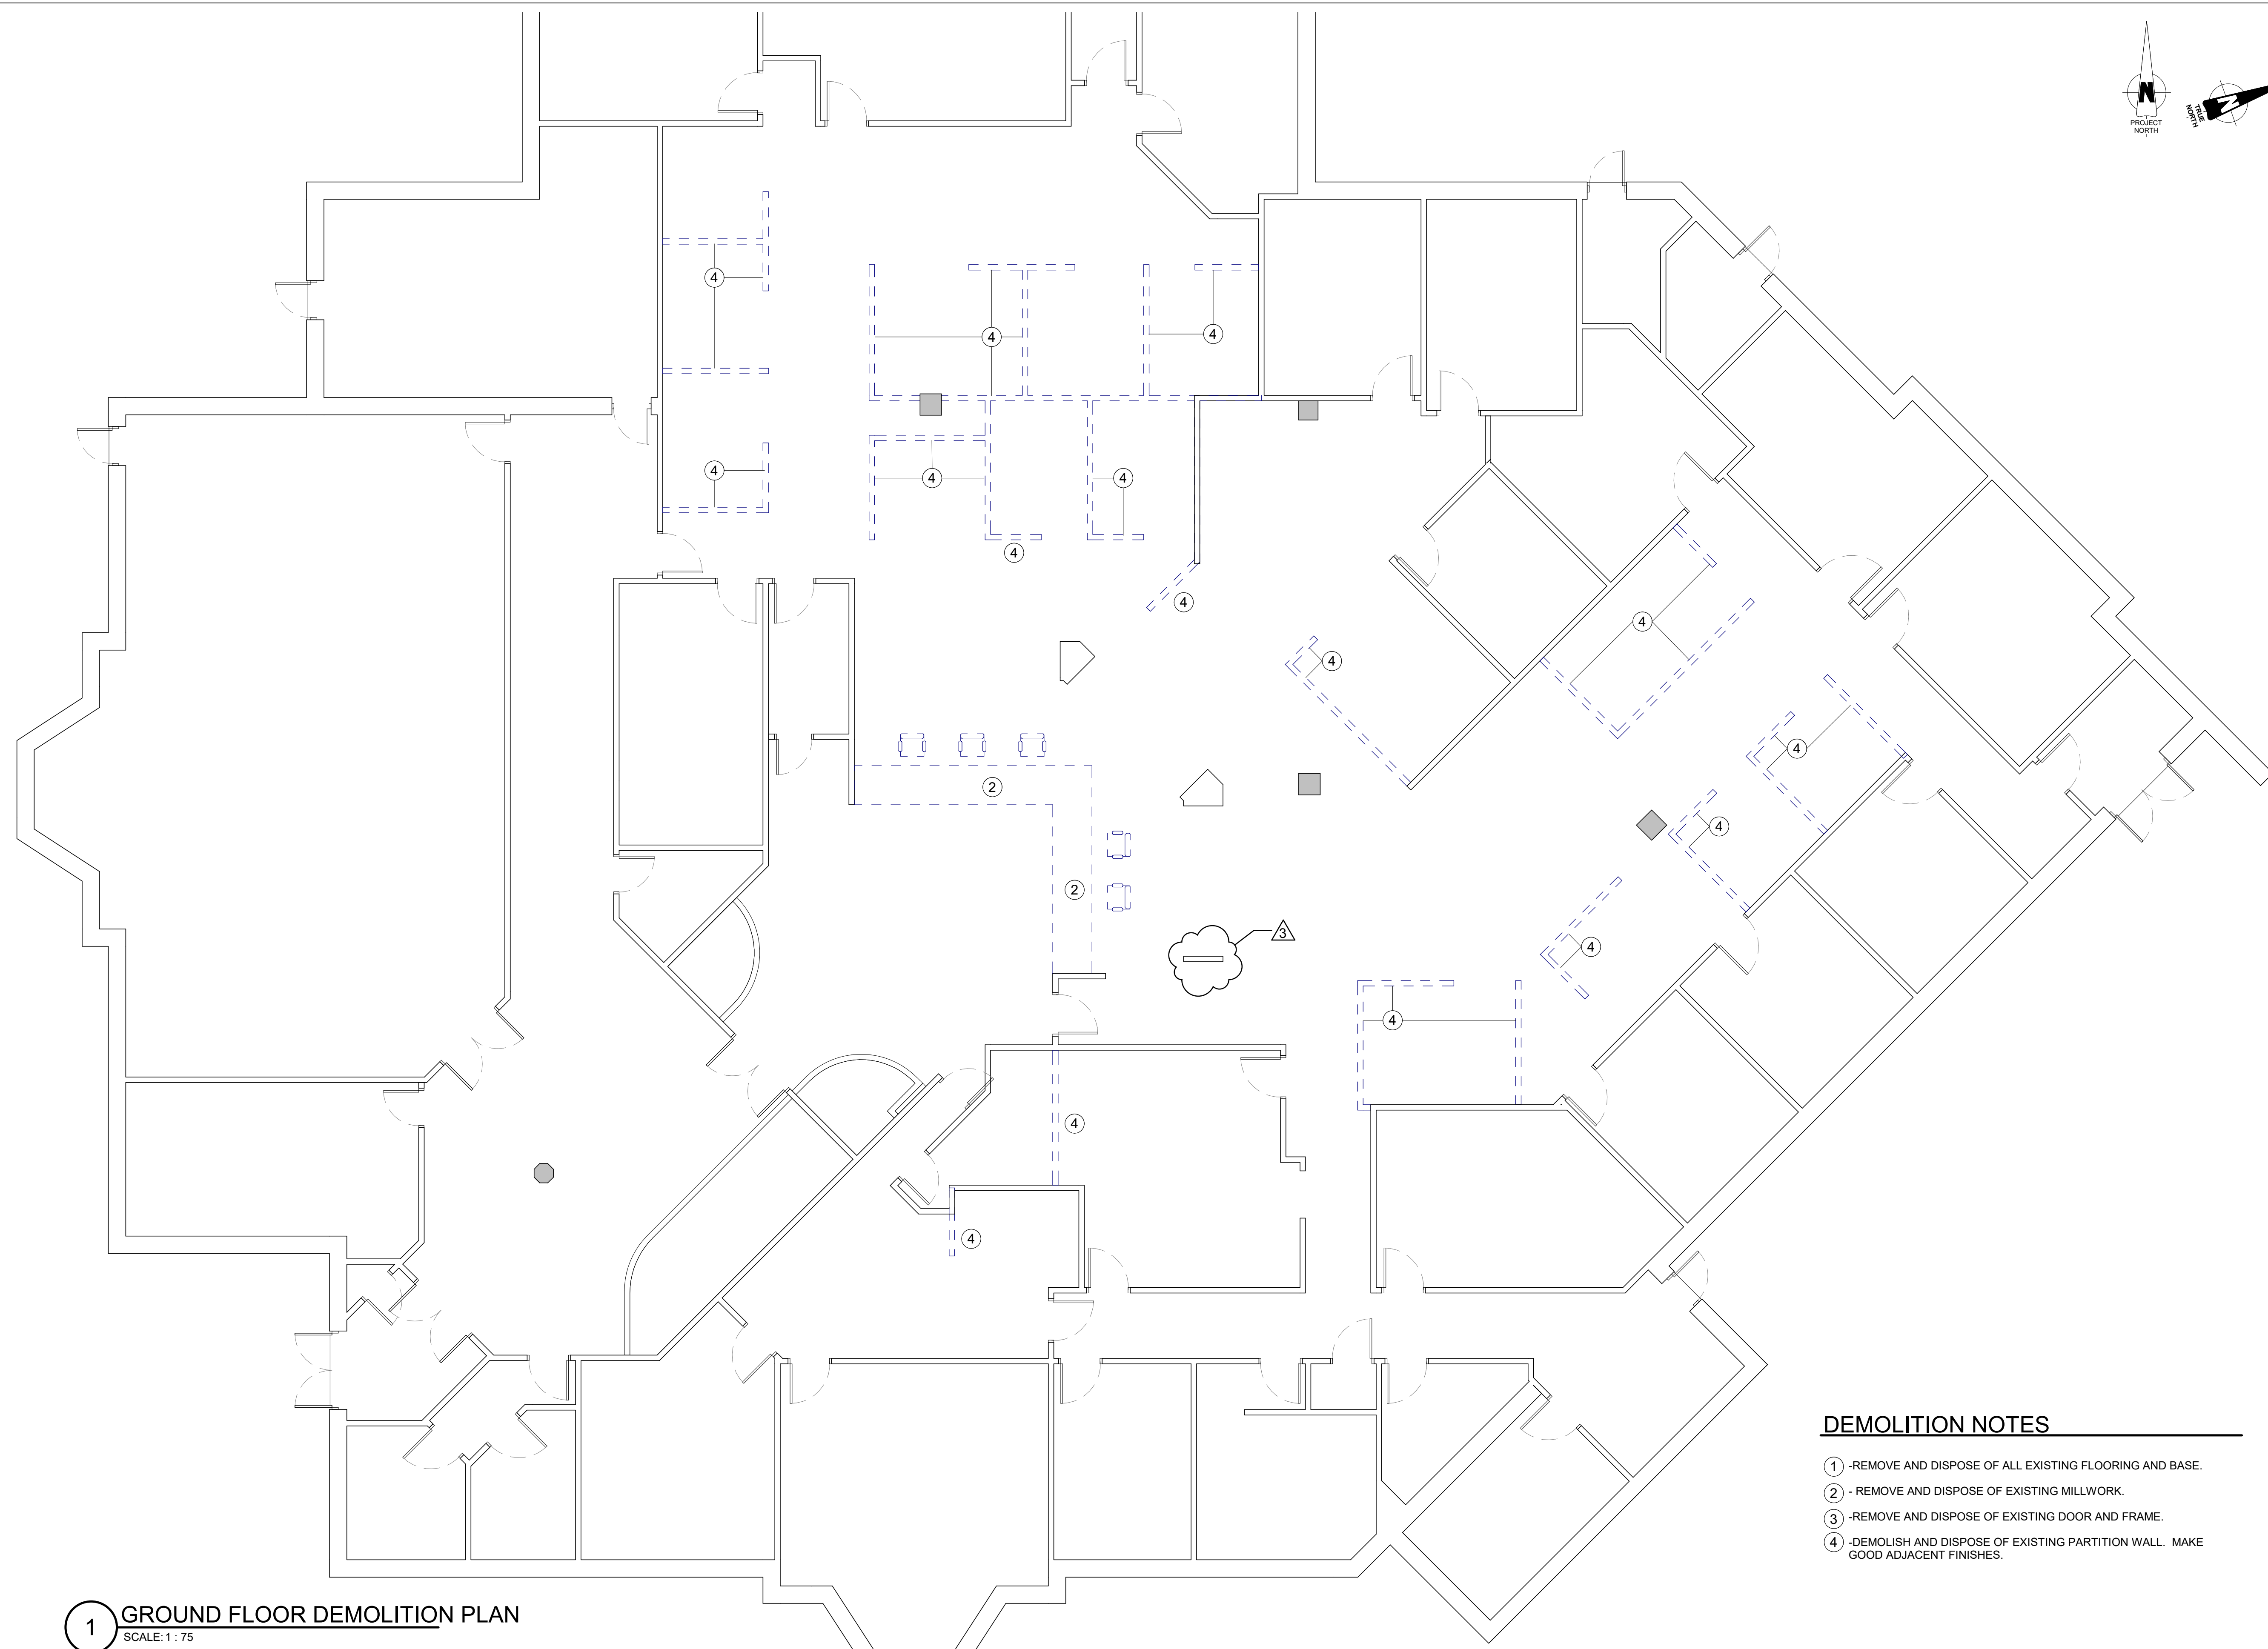 N
PROJECT
NORTH
N
TRUE
NORTH
4
4
4
4
4
4
4
4
4
4
4
4
2
4
4
2
3
4
4
4
4
DEMOLITION NOTES
1 -REMOVE AND DISPOSE OF ALL EXISTING FLOORING AND BASE.
2 - REMOVE AND DISPOSE OF EXISTING MILLWORK.
3 -REMOVE AND DISPOSE OF EXISTING DOOR AND FRAME.
4 -DEMOLISH AND DISPOSE OF EXISTING PARTITION WALL. MAKE
GOOD ADJACENT FINISHES.
1 GROUND FLOOR DEMOLITION PLAN
SCALE: 1 : 75